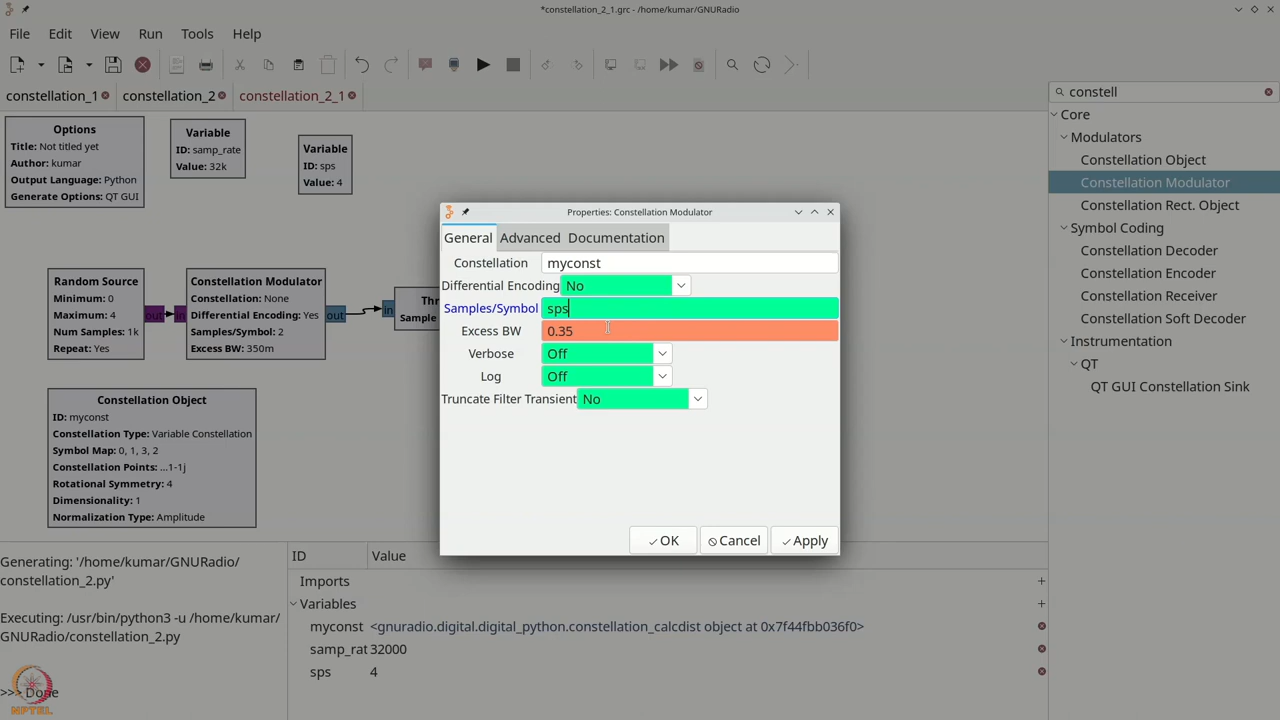 *constellation_2_1.grc - /home/kumar/GNURadio
File Edit View Run Tools Help
constellation_1 constellation_2 constellation_2_1
constell
Core
Modulators
Constellation Object
Constellation Modulator
Constellation Rect. Object
Symbol Coding
Constellation Decoder
Constellation Encoder
Constellation Receiver
Constellation Soft Decoder
Instrumentation
QT
QT GUI Constellation Sink
Options
Title: Not titled yet
Author: kumar
Output Language: Python
Generate Options: QT GUI
Variable
ID: samp_rate
Value: 32k
Variable
ID: sps
Value: 4
Random Source
Minimum: 0
Maximum: 4
Num Samples: 1k
Repeat: Yes
out
in
Constellation Modulator
Constellation: None
Differential Encoding: Yes
Samples/Symbol: 2
Excess BW: 350m
out
in
Thr
Sample
Constellation Object
ID: myconst
Constellation Type: Variable Constellation
Symbol Map: 0, 1, 3, 2
Constellation Points: ...1-1j
Rotational Symmetry: 4
Dimensionality: 1
Normalization Type: Amplitude
Properties: Constellation Modulator
General Advanced Documentation
Constellation myconst
Differential Encoding No
Samples/Symbol sps
Excess BW 0.35
Verbose Off
Log Off
Truncate Filter Transient No
OK Cancel Apply
Generating: '/home/kumar/GNURadio/
constellation_2.py'
Executing: /usr/bin/python3 -u /home/kumar/
GNURadio/constellation_2.py
>>> Done
NPTEL
ID Value
Imports
Variables
myconst <gnuradio.digital.digital_python.constellation_calcdist object at 0x7f44fbb036f0>
samp_rat 32000
sps 4